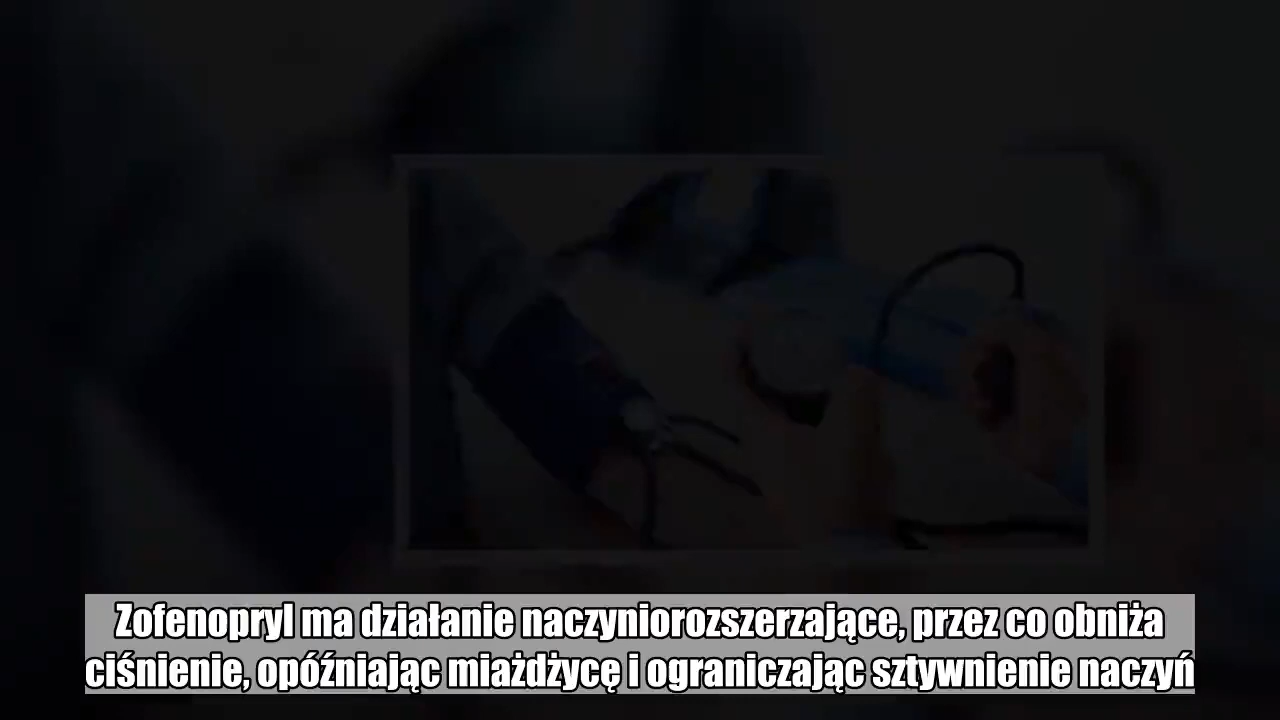 Zofenopryl ma działanie naczyniorozszerzające, przez co obniża
ciśnienie, opóźniając miażdżycę i ograniczając sztywnienie naczyń